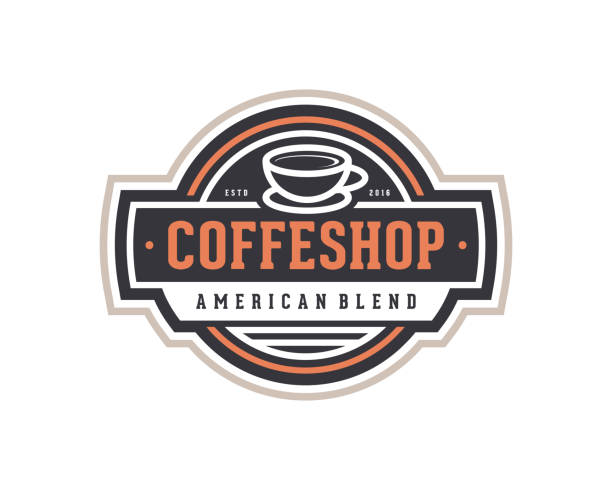 ESTD 2016
· COFFESHOP ·
AMERICAN BLEND